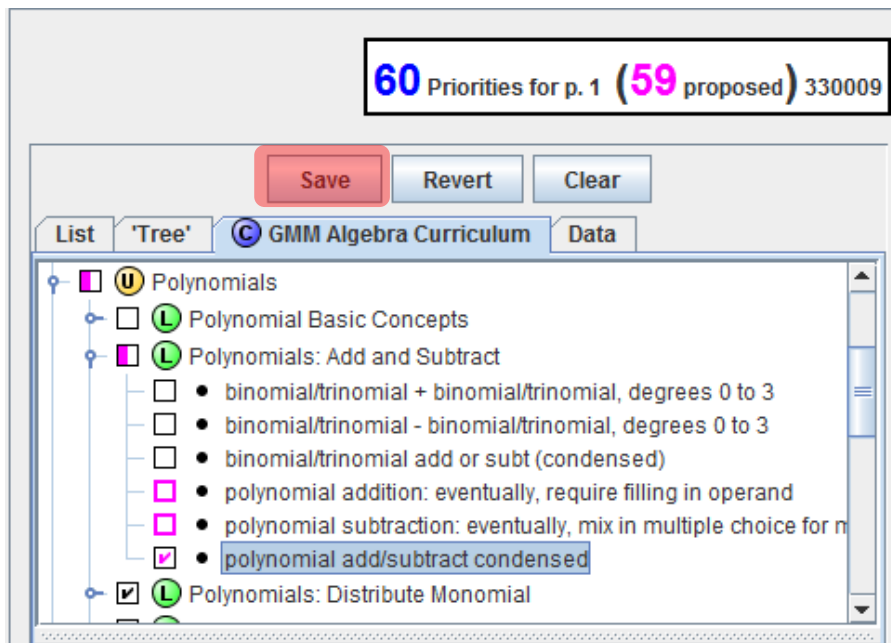 60 Priorities for p. 1 (59 proposed) 330009
Save Revert Clear
List 'Tree' C GMM Algebra Curriculum Data
U Polynomials
L Polynomial Basic Concepts
L Polynomials: Add and Subtract
• binomial/trinomial + binomial/trinomial, degrees 0 to 3
• binomial/trinomial - binomial/trinomial, degrees 0 to 3
• binomial/trinomial add or subt (condensed)
• polynomial addition: eventually, require filling in operand
• polynomial subtraction: eventually, mix in multiple choice for
• polynomial add/subtract condensed
L Polynomials: Distribute Monomial